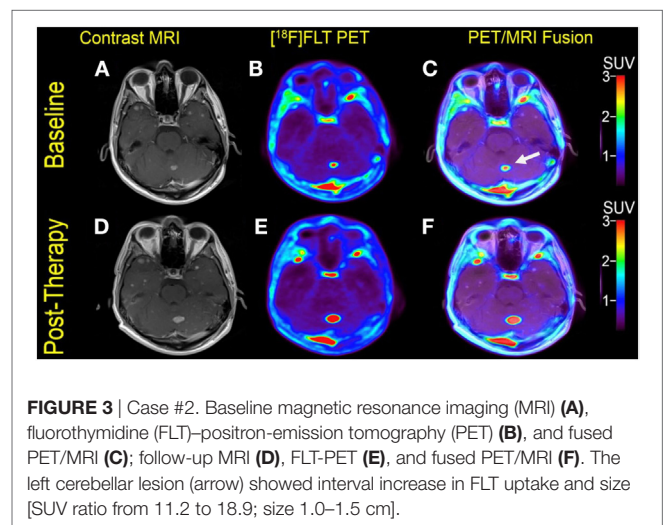 Contrast MRI [¹⁸F]FLT PET PET/MRI Fusion
Baseline
A B C SUV
3
2
1
Post-Therapy
D E F SUV
3
2
1
FIGURE 3 | Case #2. Baseline magnetic resonance imaging (MRI) (A),
fluorothymidine (FLT)–positron-emission tomography (PET) (B), and fused
PET/MRI (C); follow-up MRI (D), FLT-PET (E), and fused PET/MRI (F). The
left cerebellar lesion (arrow) showed interval increase in FLT uptake and size
[SUV ratio from 11.2 to 18.9; size 1.0–1.5 cm].